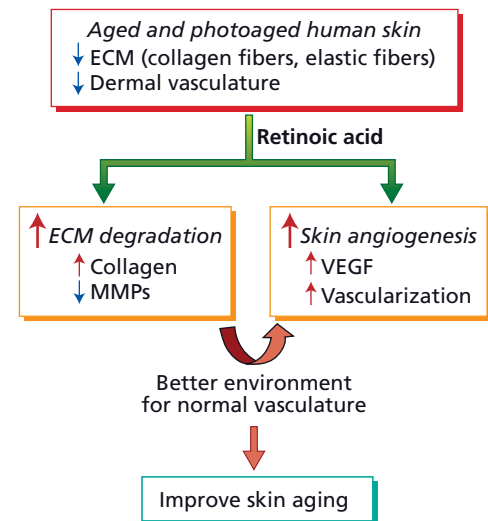 Aged and photoaged human skin
↓ ECM (collagen fibers, elastic fibers)
↓ Dermal vasculature
Retinoic acid
↑ ECM degradation
↑ Collagen
↓ MMPs
↑ Skin angiogenesis
↑ VEGF
↑ Vascularization
Better environment
for normal vasculature
Improve skin aging